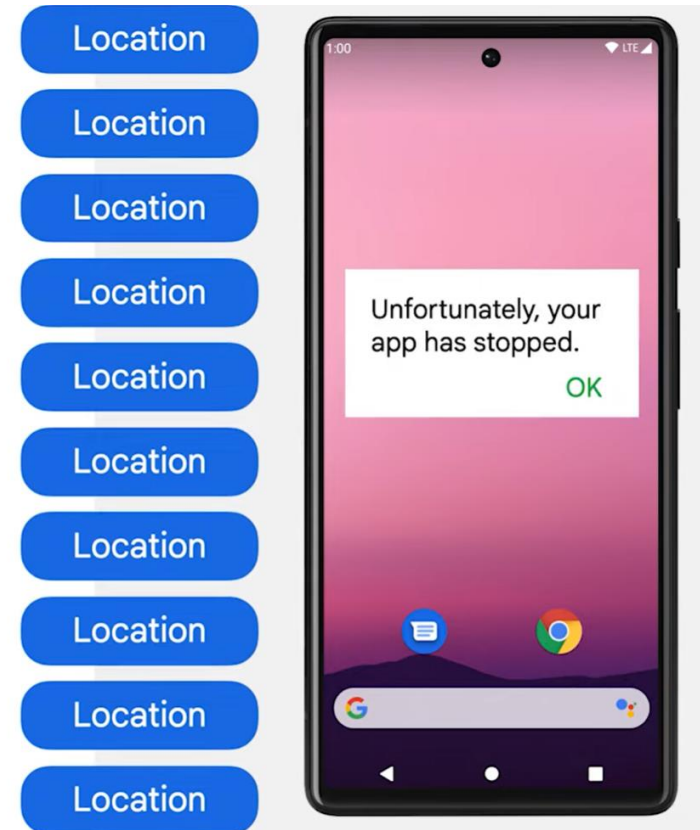 Location
Location
Location
Location
Location
Location
Location
Location
Location
Location
1:00
LTE
Unfortunately, your
app has stopped.
OK
G